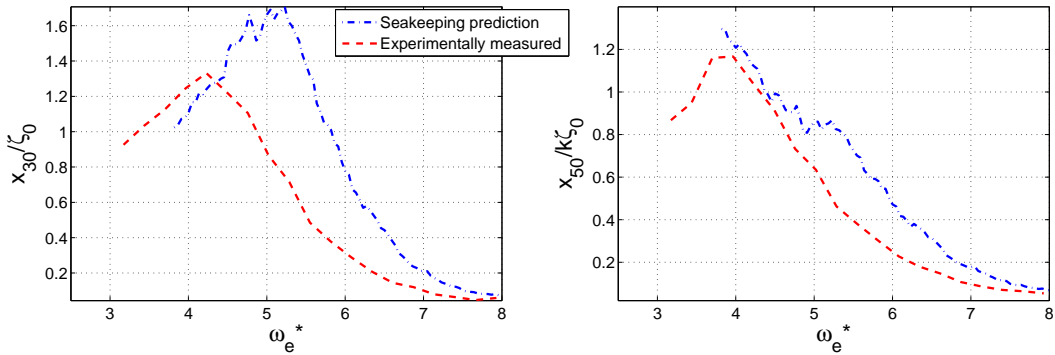 1.6
1.4
1.2
1
0.8
0.6
0.4
0.2
x30/ζ0
3 4 5 6 7 8
ωe*
Seakeeping prediction
Experimentally measured
1.2
1
0.8
0.6
0.4
0.2
x50/kζ0
3 4 5 6 7 8
ωe*